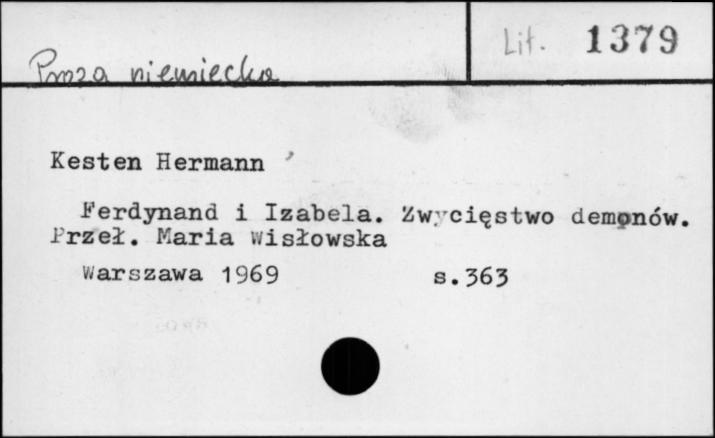 Lit. 1379
Proza niemiecka
Kesten Hermann
Ferdynand i Izabela. Zwycięstwo demonów.
Przeł. Maria Wisłowska
Warszawa 1969 s.363